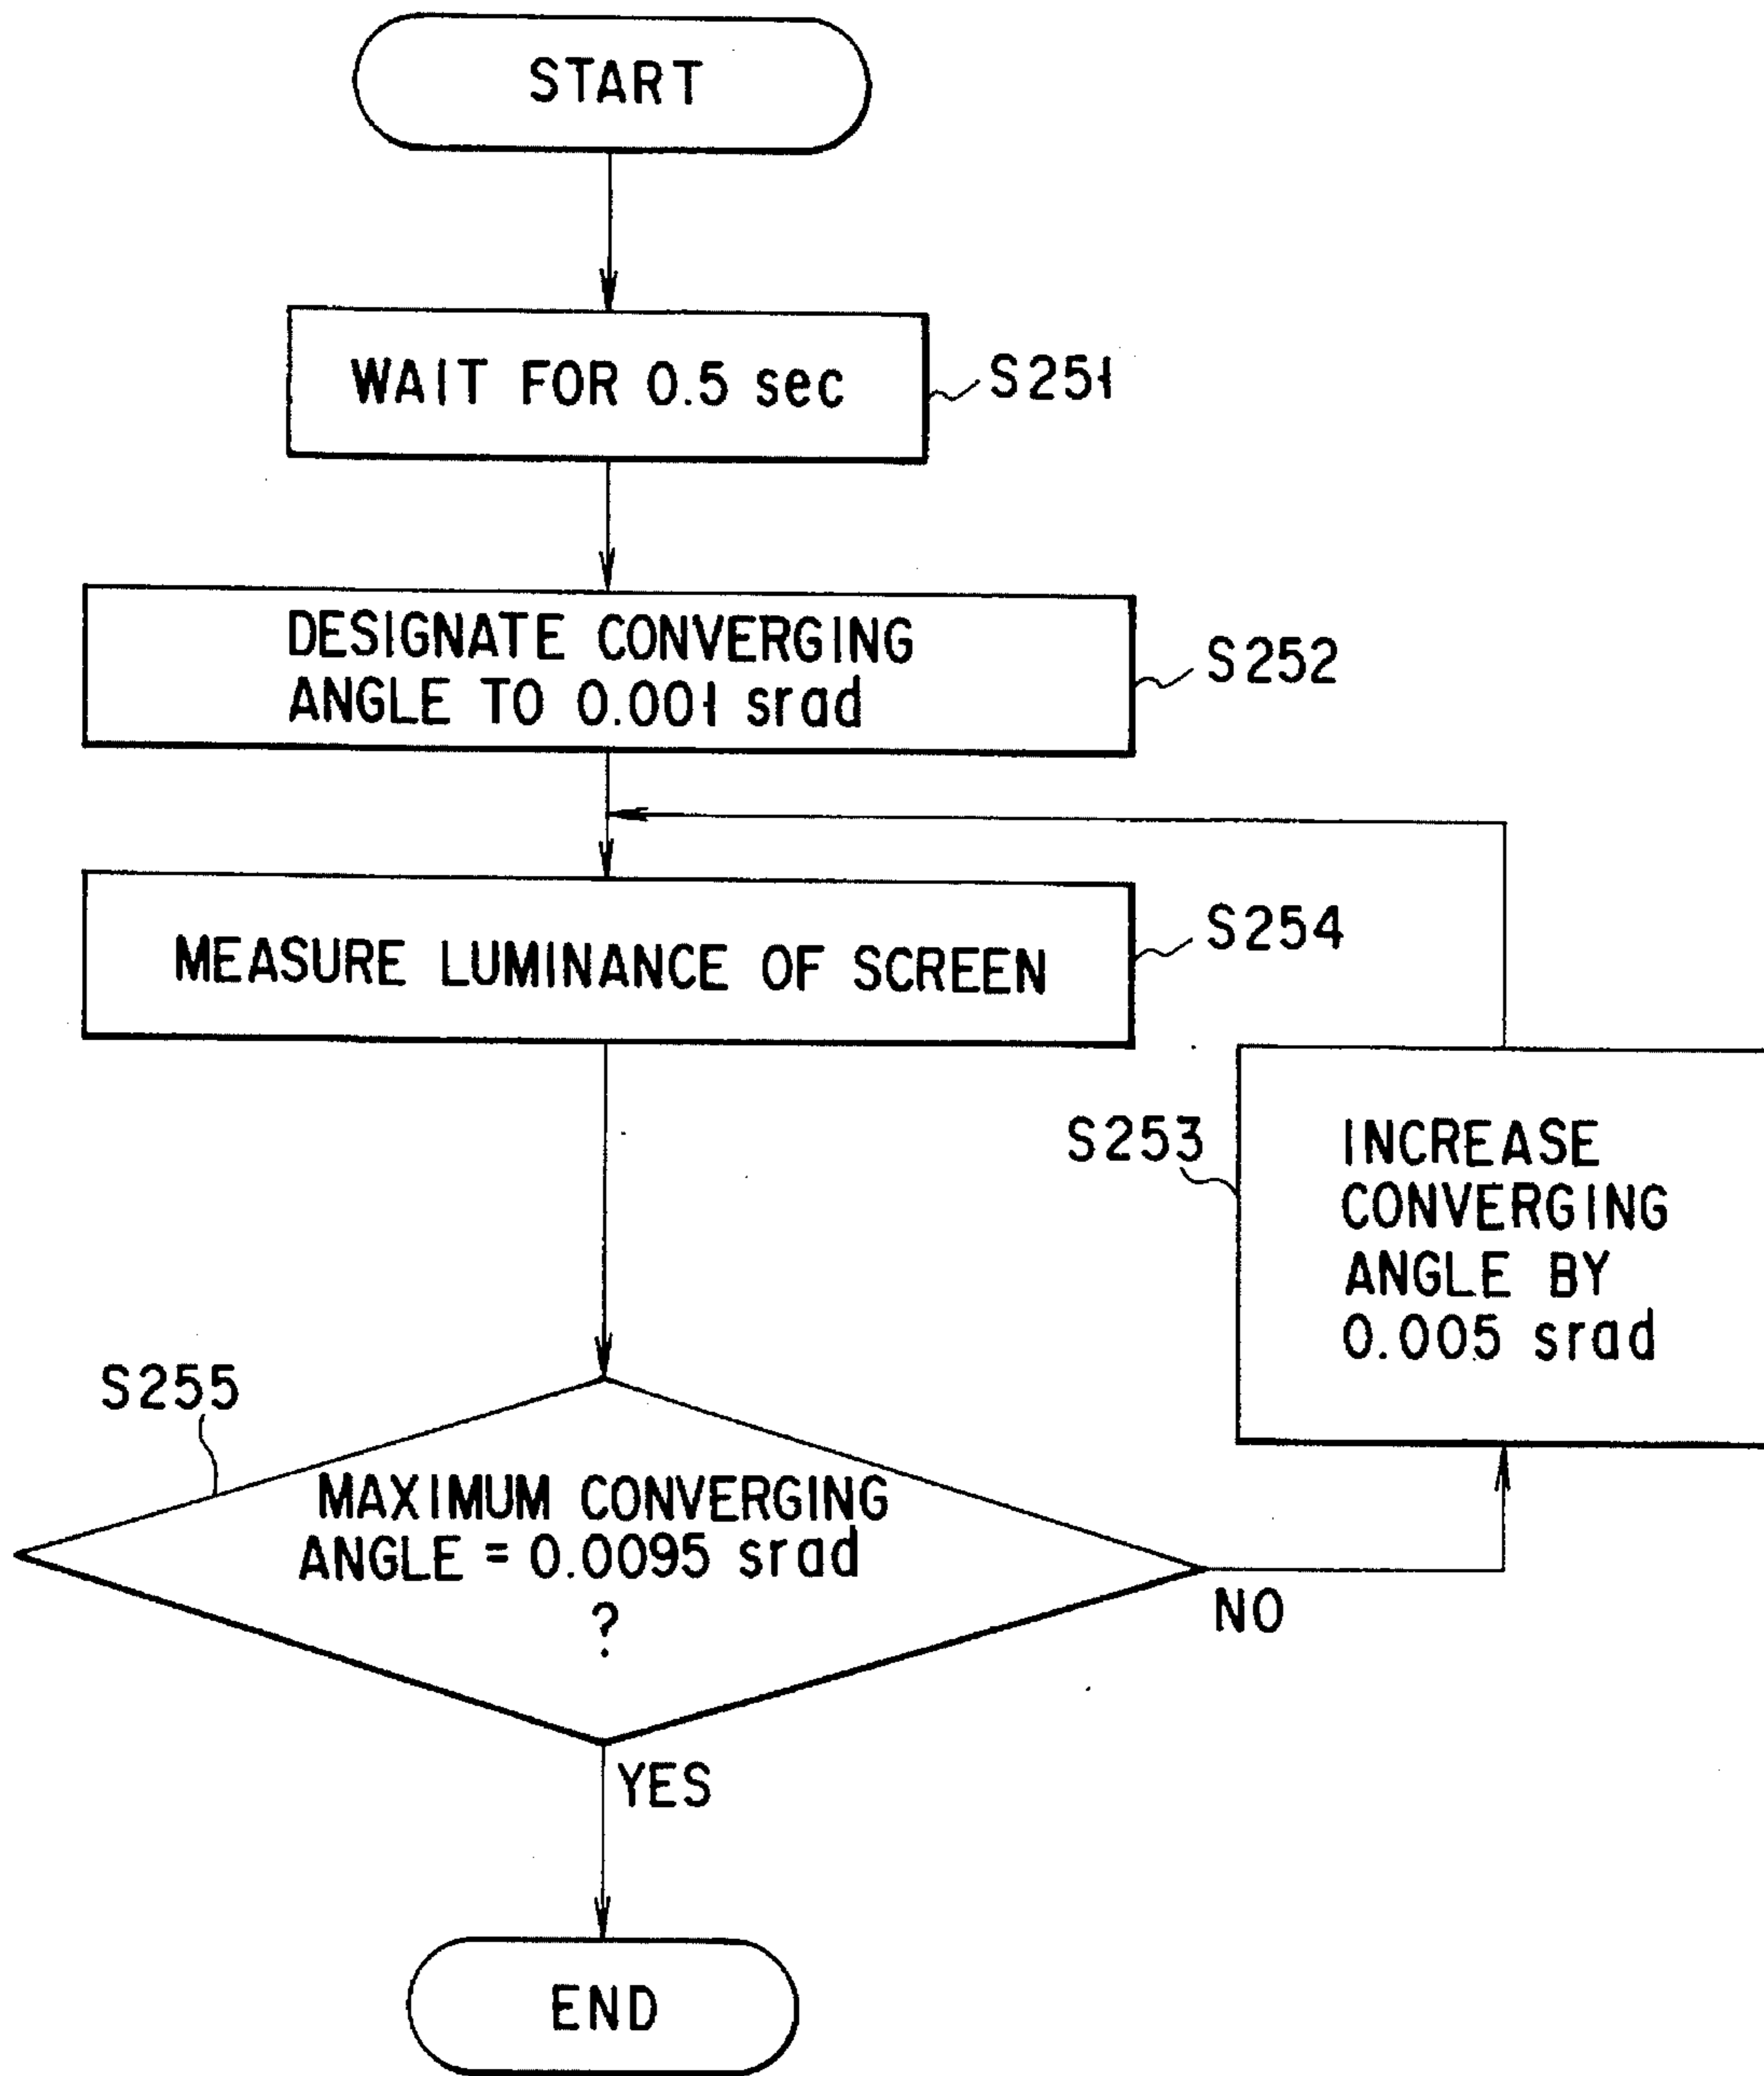 START
WAIT FOR 0.5 sec
S251
DESIGNATE CONVERGING
ANGLE TO 0.001 srad
S252
MEASURE LUMINANCE OF SCREEN
S254
S253
INCREASE
CONVERGING
ANGLE BY
0.005 srad
S255
MAXIMUM CONVERGING
ANGLE = 0.0095 srad
?
NO
YES
END